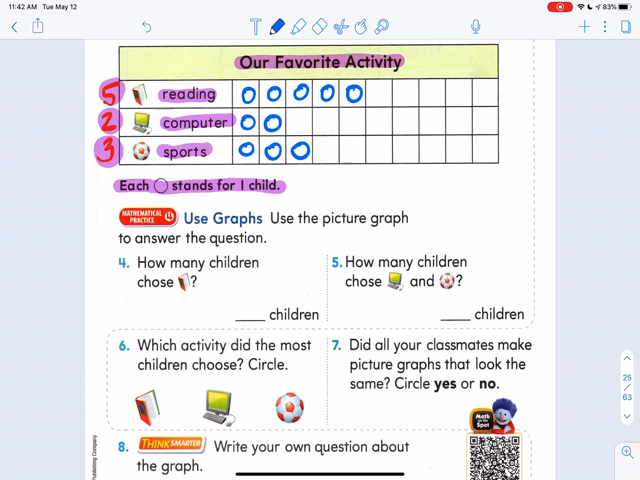 11:42 AM Tue May 12
83%
T
Our Favorite Activity
5 reading
2 computer
3 sports
Each ○ stands for 1 child.
MATHEMATICAL PRACTICE 4 Use Graphs Use the picture graph
to answer the question.
4. How many children
chose ?
____ children
5. How many children
chose and ?
____ children
6. Which activity did the most
children choose? Circle.
7. Did all your classmates make
picture graphs that look the
same? Circle yes or no.
Math on the Spot
8. THINK SMARTER Write your own question about
the graph.
Publishing Company
25
/
63